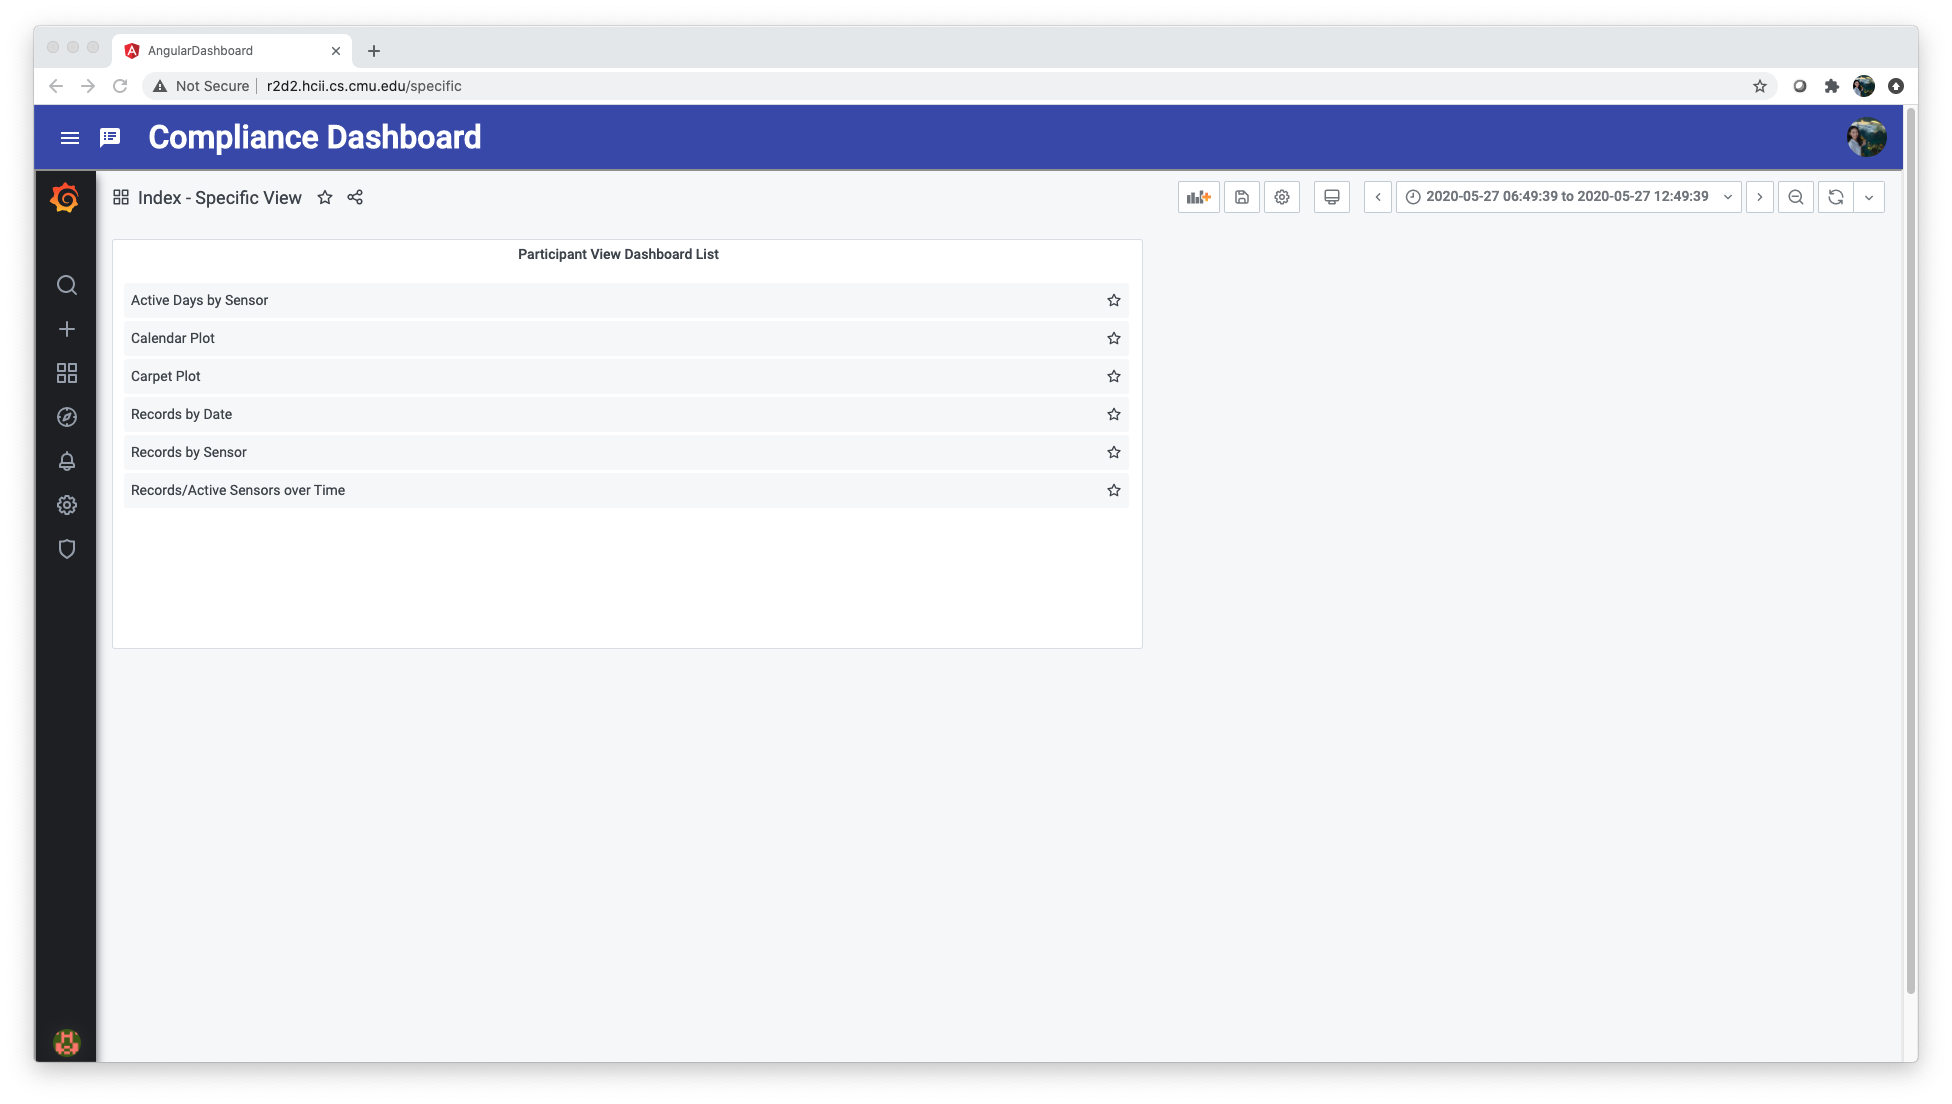 AngularDashboard
Not Secure r2d2.hcii.cs.cmu.edu/specific
Compliance Dashboard
Index - Specific View
2020-05-27 06:49:39 to 2020-05-27 12:49:39
Participant View Dashboard List
Active Days by Sensor
Calendar Plot
Carpet Plot
Records by Date
Records by Sensor
Records/Active Sensors over Time